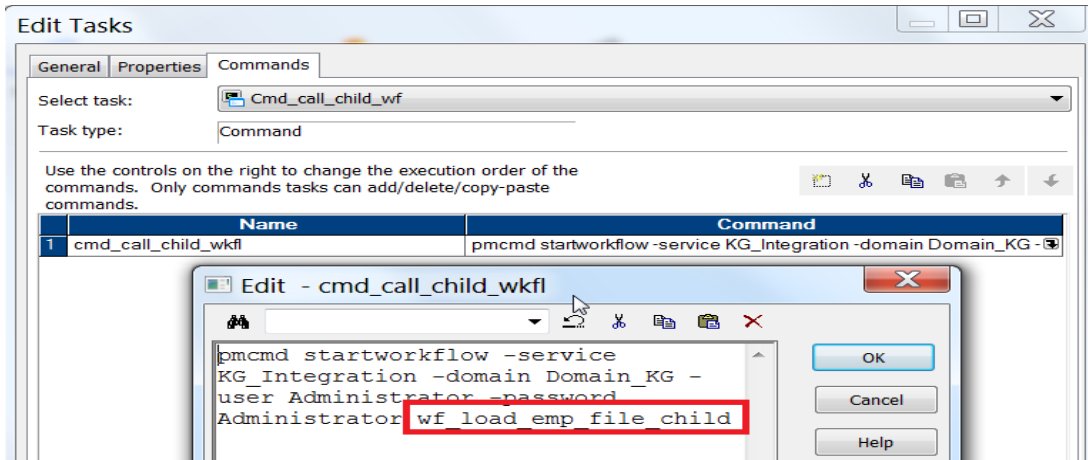 Edit Tasks
General Properties Commands
Select task: Cmd_call_child_wf
Task type: Command
Use the controls on the right to change the execution order of the
commands. Only commands tasks can add/delete/copy-paste
commands.
Name Command
1 cmd_call_child_wkfl pmcmd startworkflow -service KG_Integration -domain Domain_KG -
Edit - cmd_call_child_wkfl
pmcmd startworkflow -service
KG_Integration -domain Domain_KG -
user Administrator -password
Administrator wf_load_emp_file_child
OK
Cancel
Help